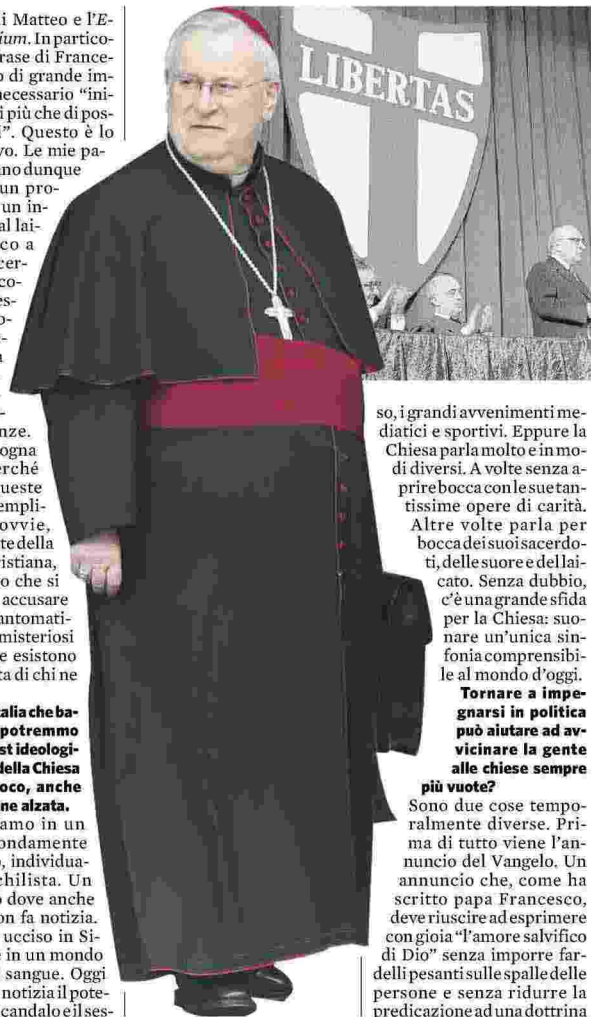 LIBERTAS
i Matteo e l'E-
ium. In partico-
rase di France-
o di grande im-
necessario “ini-
i più che di pos-
i”. Questo è lo
vo. Le mie pa-
no dunque
un pro-
un in-
al lai-
co a
cer-
co-
es-
o-
a
nze.
ogna
erché
ueste
empli-
ovvie,
te della
ristiana,
o che si
accusare
antomati-
misteriosi
e esistono
ta di chi ne
talia che ba-
potremmo
st ideologi-
della Chiesa
oco, anche
ne alzata.
amo in un
ondamente
o, individua-
chilista. Un
o dove anche
on fa notizia.
ucciso in Si-
e in un mondo
sangue. Oggi
notizia il pote-
candalo e il ses-
so, i grandi avvenimenti me-
diatici e sportivi. Eppure la
Chiesa parla molto e in mo-
di diversi. A volte senza a-
prire bocca con le sue tan-
tissime opere di carità.
Altre volte parla per
bocca dei suoi sacerdo-
ti, delle suore e del lai-
cato. Senza dubbio,
c'è una grande sfida
per la Chiesa: suo-
nare un'unica sin-
fonia comprensibi-
le al mondo d'oggi.
Tornare a impe-
gnarsi in politica
può aiutare ad av-
vicinare la gente
alle chiese sempre
più vuote?
Sono due cose tempo-
ralmente diverse. Pri-
ma di tutto viene l'an-
nuncio del Vangelo. Un
annuncio che, come ha
scritto papa Francesco,
deve riuscire ad esprimere
con gioia “l'amore salvifico
di Dio” senza imporre far-
delli pesanti sulle spalle delle
persone e senza ridurre la
predicazione ad una dottrina